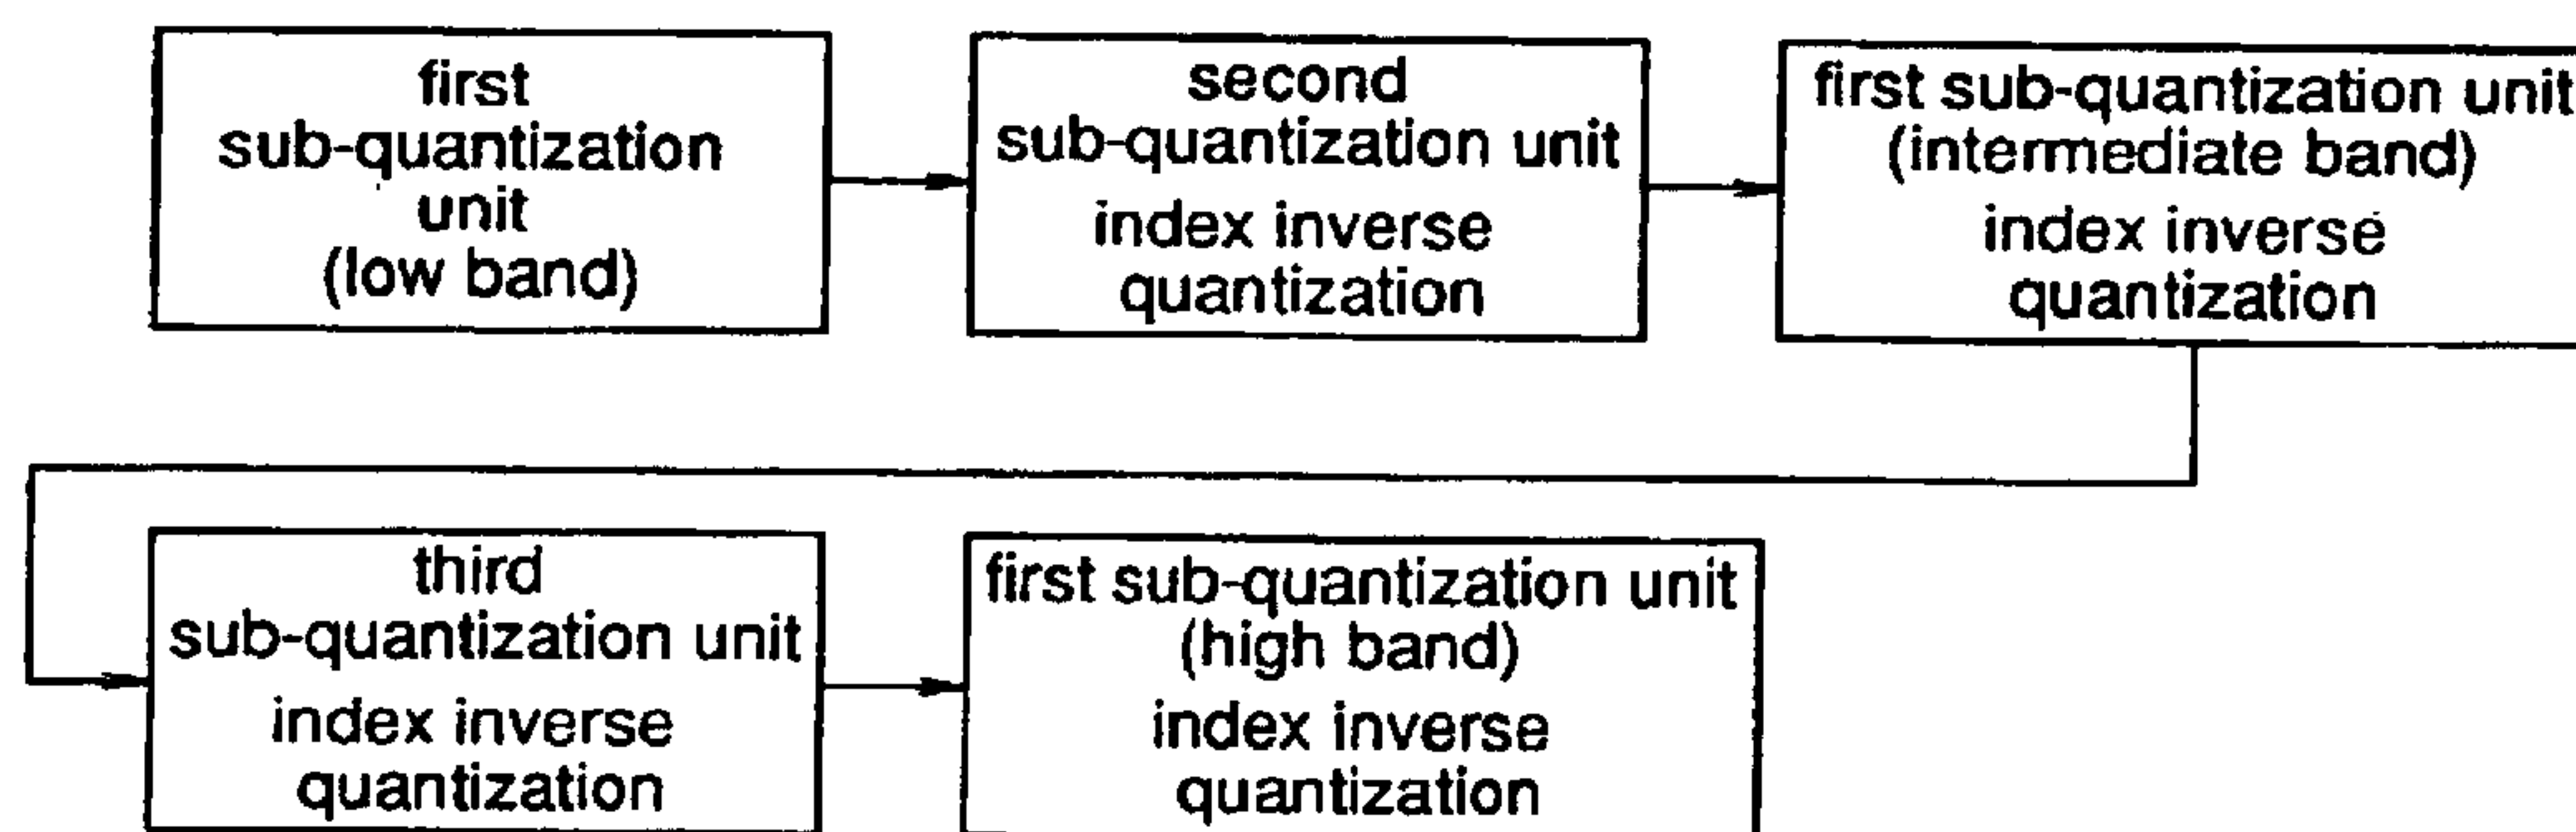 first
sub-quantization
unit
(low band)
second
sub-quantization unit
index inverse
quantization
first sub-quantization unit
(intermediate band)
index inverse
quantization
third
sub-quantization unit
index inverse
quantization
first sub-quantization unit
(high band)
index inverse
quantization